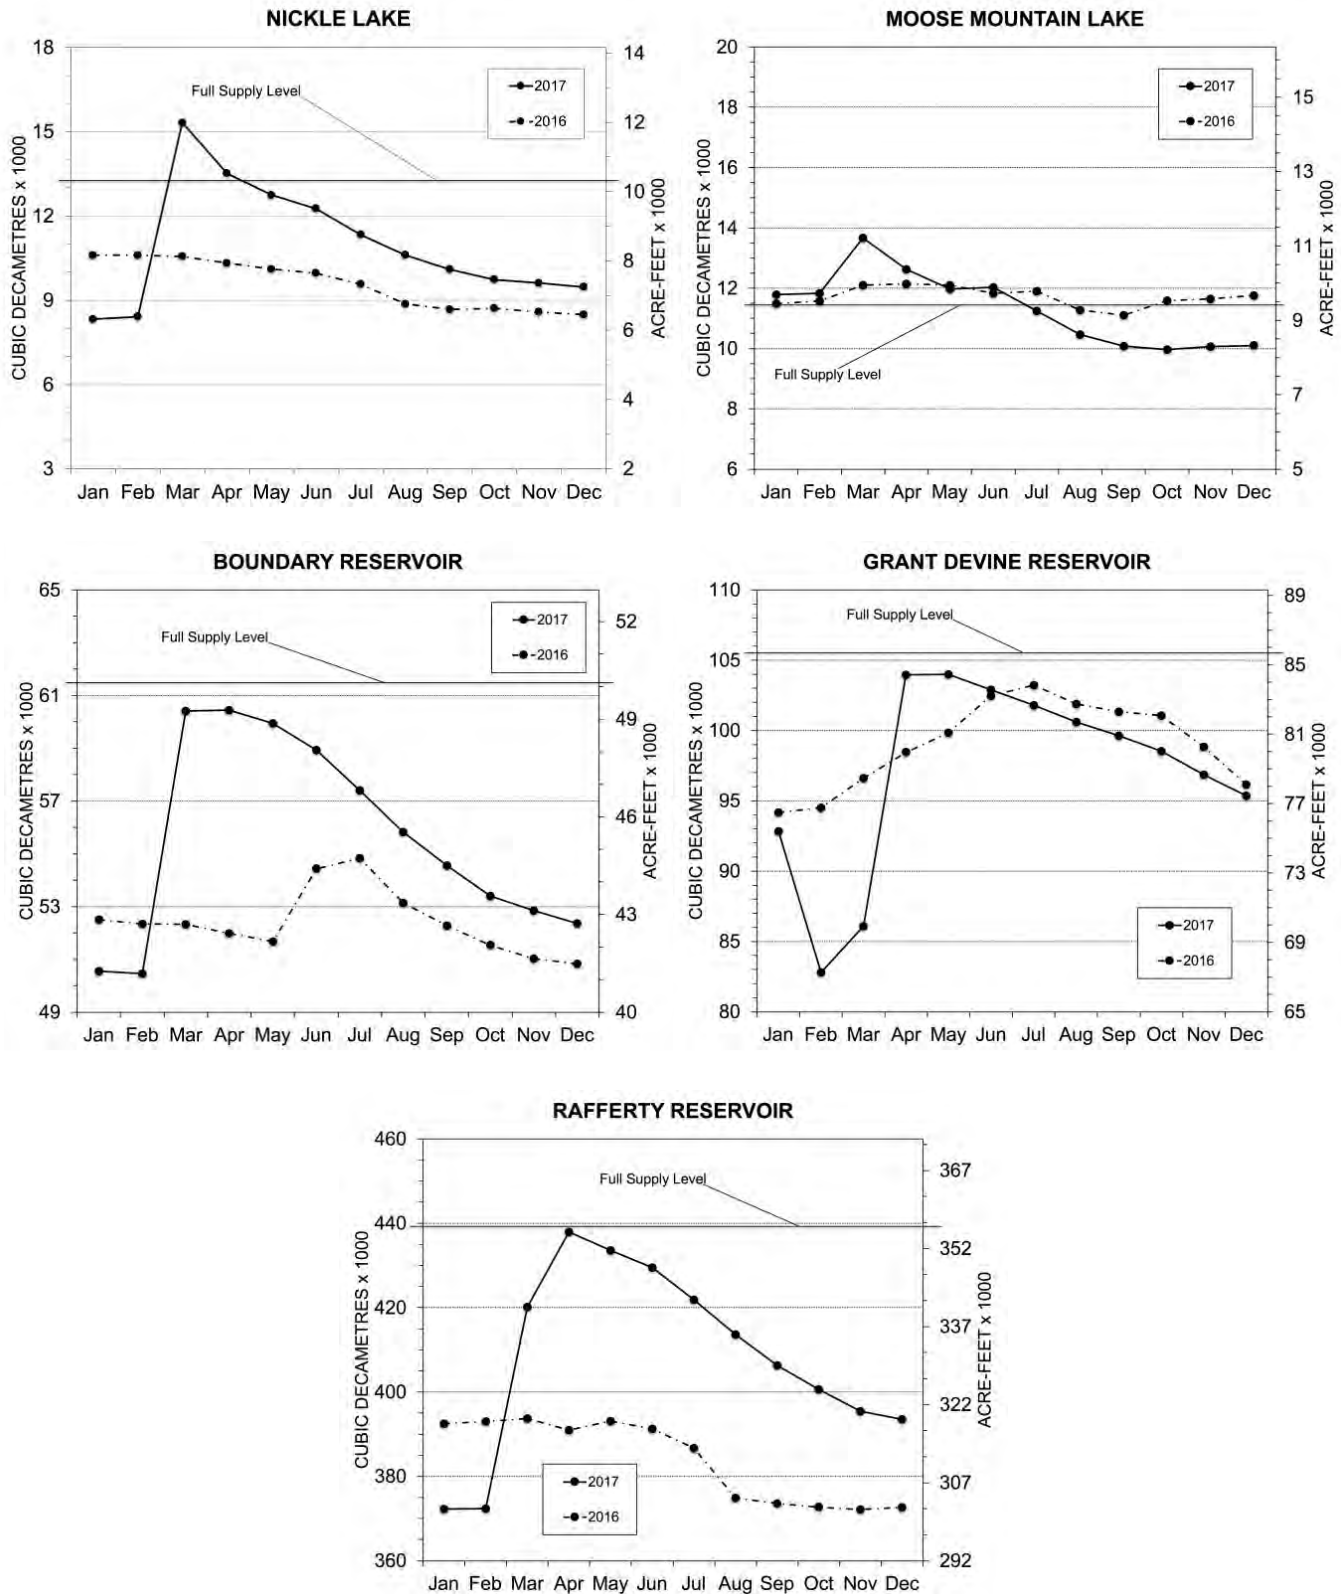 NICKLE LAKE
18
15
12
9
6
3
CUBIC DECAMETRES x 1000
Full Supply Level
2017
2016
14
12
10
8
6
4
2
ACRE-FEET x 1000
Jan Feb Mar Apr May Jun Jul Aug Sep Oct Nov Dec
MOOSE MOUNTAIN LAKE
20
18
16
14
12
10
8
6
CUBIC DECAMETRES x 1000
2017
2016
Full Supply Level
15
13
11
9
7
5
ACRE-FEET x 1000
Jan Feb Mar Apr May Jun Jul Aug Sep Oct Nov Dec
BOUNDARY RESERVOIR
65
61
57
53
49
CUBIC DECAMETRES x 1000
Full Supply Level
2017
2016
52
49
46
43
40
ACRE-FEET x 1000
Jan Feb Mar Apr May Jun Jul Aug Sep Oct Nov Dec
GRANT DEVINE RESERVOIR
110
105
100
95
90
85
80
CUBIC DECAMETRES x 1000
Full Supply Level
2017
2016
89
85
81
77
73
69
65
ACRE-FEET x 1000
Jan Feb Mar Apr May Jun Jul Aug Sep Oct Nov Dec
RAFFERTY RESERVOIR
460
440
420
400
380
360
CUBIC DECAMETRES x 1000
Full Supply Level
2017
2016
367
352
337
322
307
292
ACRE-FEET x 1000
Jan Feb Mar Apr May Jun Jul Aug Sep Oct Nov Dec